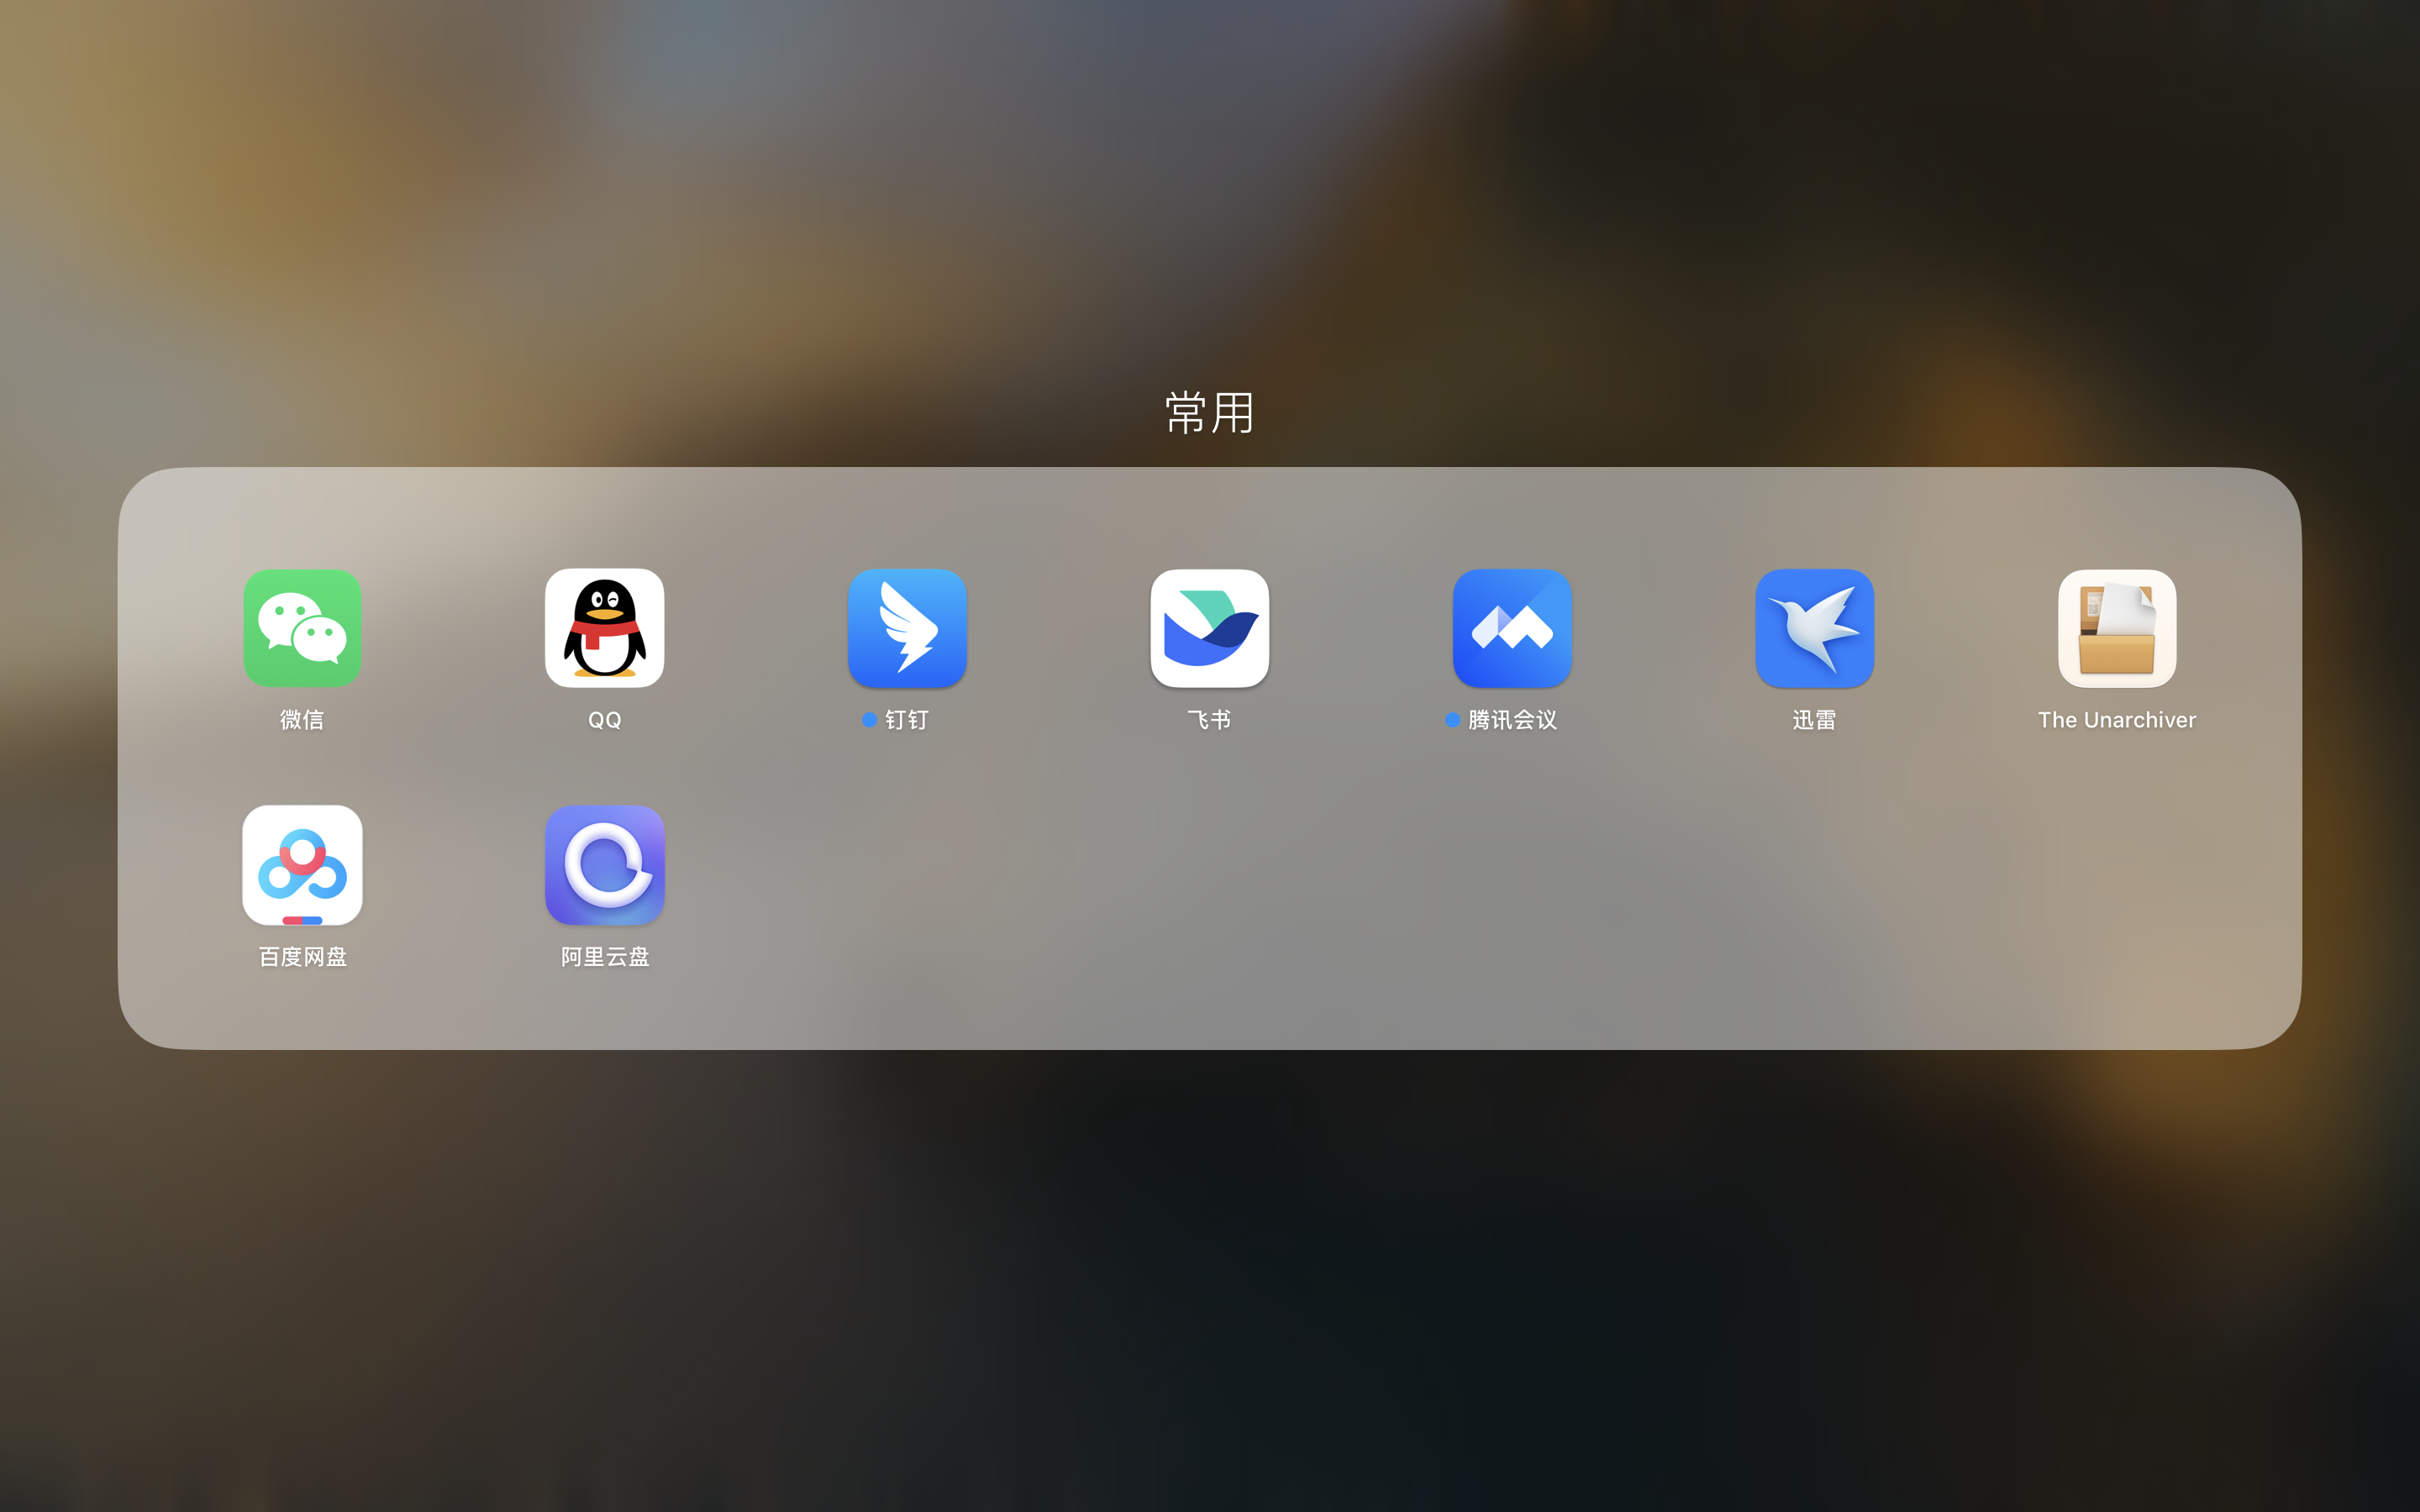 常用
微信
QQ
钉钉
飞书
腾讯会议
迅雷
The Unarchiver
百度网盘
阿里云盘